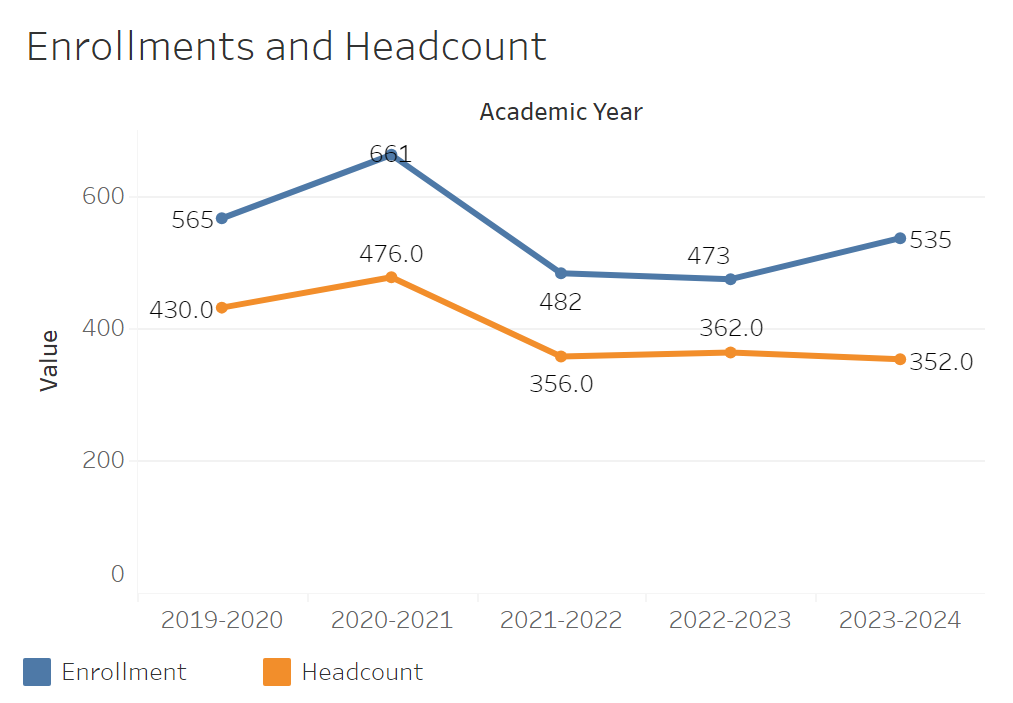 Enrollments and Headcount
Academic Year
661
600
565
535
476.0
473
482
430.0
400
362.0
352.0
356.0
Value
200
0
2019-2020 2020-2021 2021-2022 2022-2023 2023-2024
Enrollment Headcount